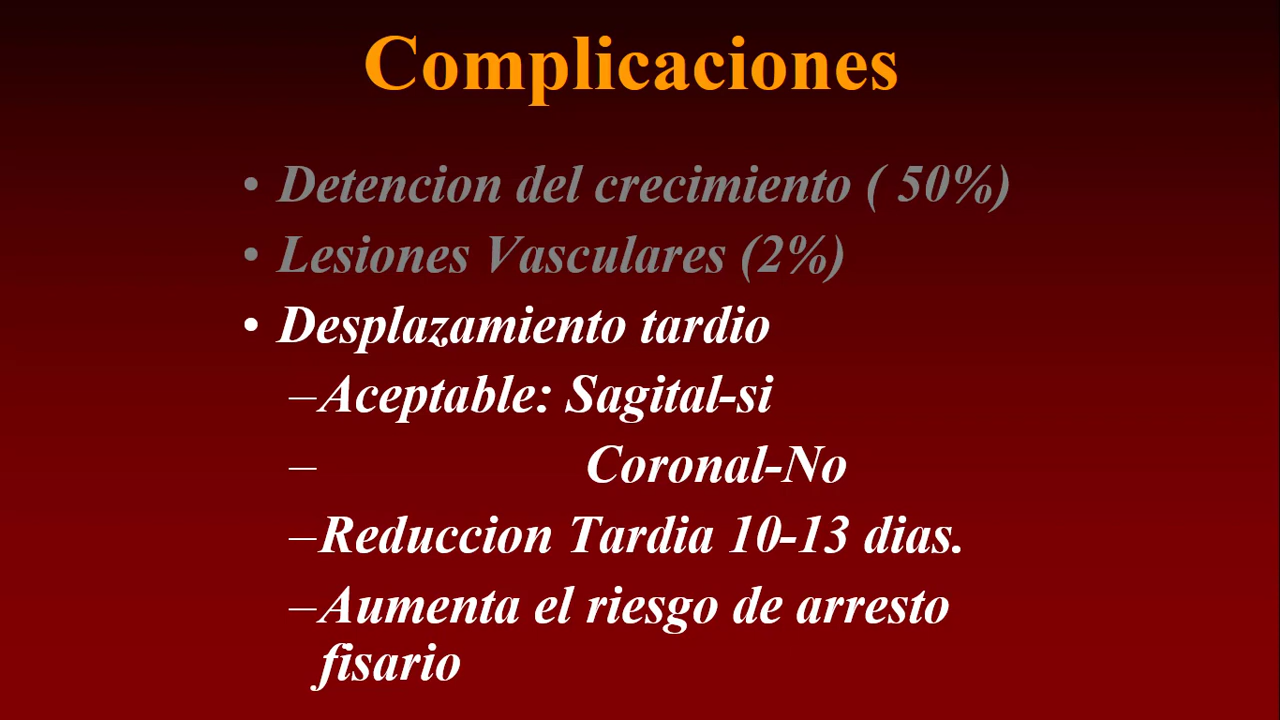 Complicaciones
• Detencion del crecimiento ( 50%)
• Lesiones Vasculares (2%)
• Desplazamiento tardio
–Aceptable: Sagital-si
– Coronal-No
–Reduccion Tardia 10-13 dias.
–Aumenta el riesgo de arresto
fisario